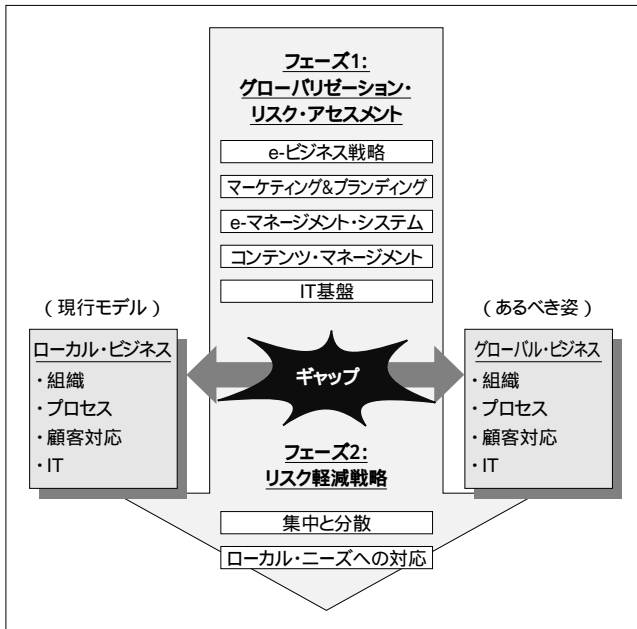 フェーズ1:
グローバリゼーション・
リスク・アセスメント
e-ビジネス戦略
マーケティング&ブランディング
e-マネージメント・システム
コンテンツ・マネージメント
IT基盤
(現行モデル)
ローカル・ビジネス
・組織
・プロセス
・顧客対応
・IT
ギャップ
(あるべき姿)
グローバル・ビジネス
・組織
・プロセス
・顧客対応
・IT
フェーズ2:
リスク軽減戦略
集中と分散
ローカル・ニーズへの対応